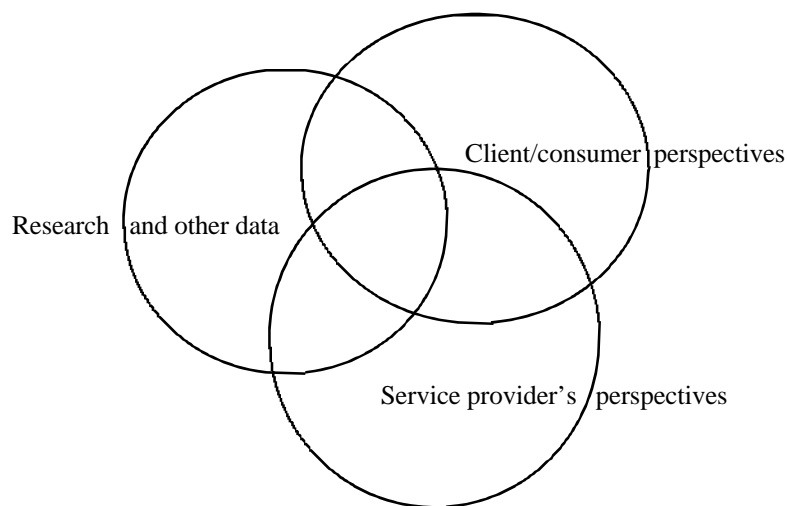 Client/consumer perspectives
Research and other data
Service provider’s perspectives